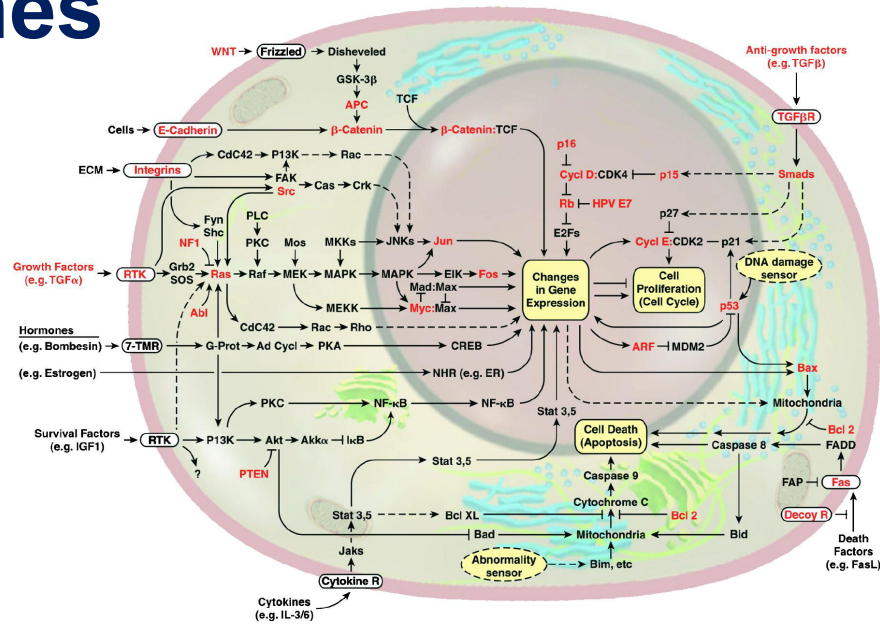 nes
WNT
Frizzled
Disheveled
GSK-3β
APC
TCF
Anti-growth factors
(e.g. TGFβ)
TGFβR
Cells
E-Cadherin
β-Catenin
β-Catenin:TCF
p16
ECM
Integrins
CdC42
P13K
Rac
FAK
Src
Cas
Crk
Cycl D:CDK4
p15
Smads
Rb
HPV E7
p27
E2Fs
Fyn
Shc
PLC
NF1
PKC
Mos
MKKs
JNKs
Jun
Cycl E:CDK2
p21
DNA damage
sensor
Growth Factors
(e.g. TGFα)
RTK
Grb2
SOS
Ras
Raf
MEK
MAPK
MAPK
ElK
Fos
Changes
in Gene
Expression
Cell
Proliferation
(Cell Cycle)
Mad:Max
Abl
MEKK
Myc:Max
p53
CdC42
Rac
Rho
Hormones
(e.g. Bombesin)
7-TMR
G-Prot
Ad Cycl
PKA
CREB
ARF
MDM2
(e.g. Estrogen)
NHR (e.g. ER)
Bax
PKC
NF-κB
NF-κB
Stat 3,5
Mitochondria
Survival Factors
(e.g. IGF1)
RTK
P13K
Akt
Akkα
IκB
Cell Death
(Apoptosis)
Bcl 2
Caspase 8
FADD
?
PTEN
Stat 3,5
Caspase 9
FAP
Fas
Cytochrome C
Stat 3,5
Bcl XL
Bcl 2
Decoy R
Bad
Mitochondria
Bid
Death
Factors
(e.g. FasL)
Jaks
Abnormality
sensor
Bim, etc
Cytokine R
Cytokines
(e.g. IL-3/6)